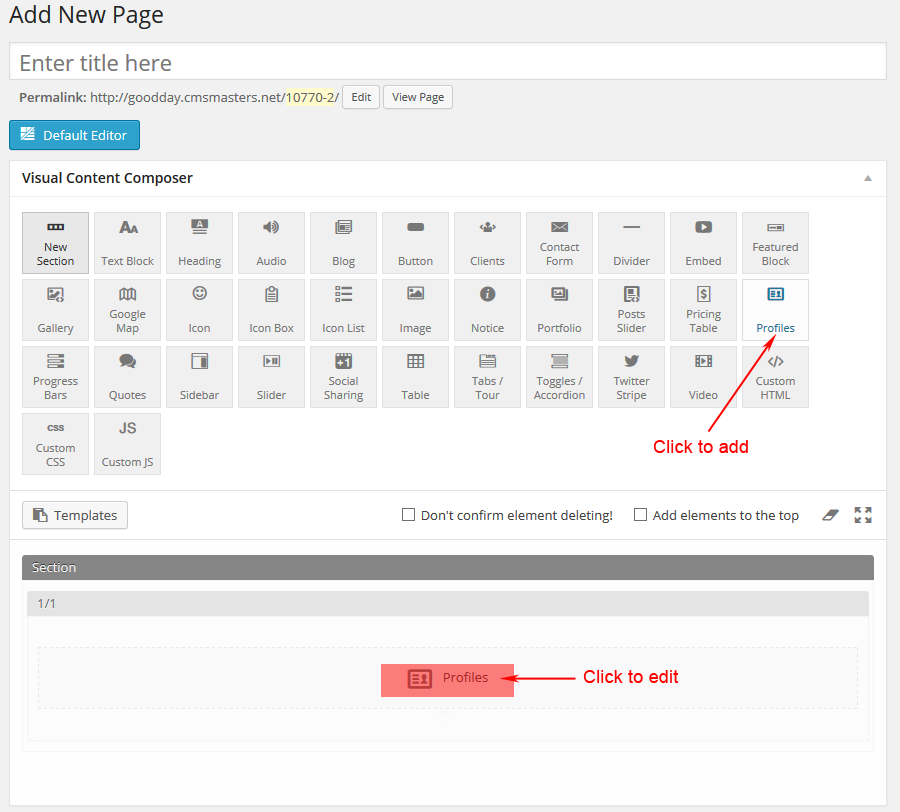 Add New Page
Enter title here
Permalink: http://goodday.cmsmasters.net/10770-2/ Edit View Page
Default Editor
Visual Content Composer
New Section
Text Block
Heading
Audio
Blog
Button
Clients
Contact Form
Divider
Embed
Featured Block
Gallery
Google Map
Icon
Icon Box
Icon List
Image
Notice
Portfolio
Posts Slider
Pricing Table
Profiles
Progress Bars
Quotes
Sidebar
Slider
Social Sharing
Table
Tabs / Tour
Toggles / Accordion
Twitter Stripe
Video
Custom HTML
CSS
Custom CSS
JS
Custom JS
Click to add
Templates
Don't confirm element deleting!
Add elements to the top
Section
1/1
Profiles
Click to edit